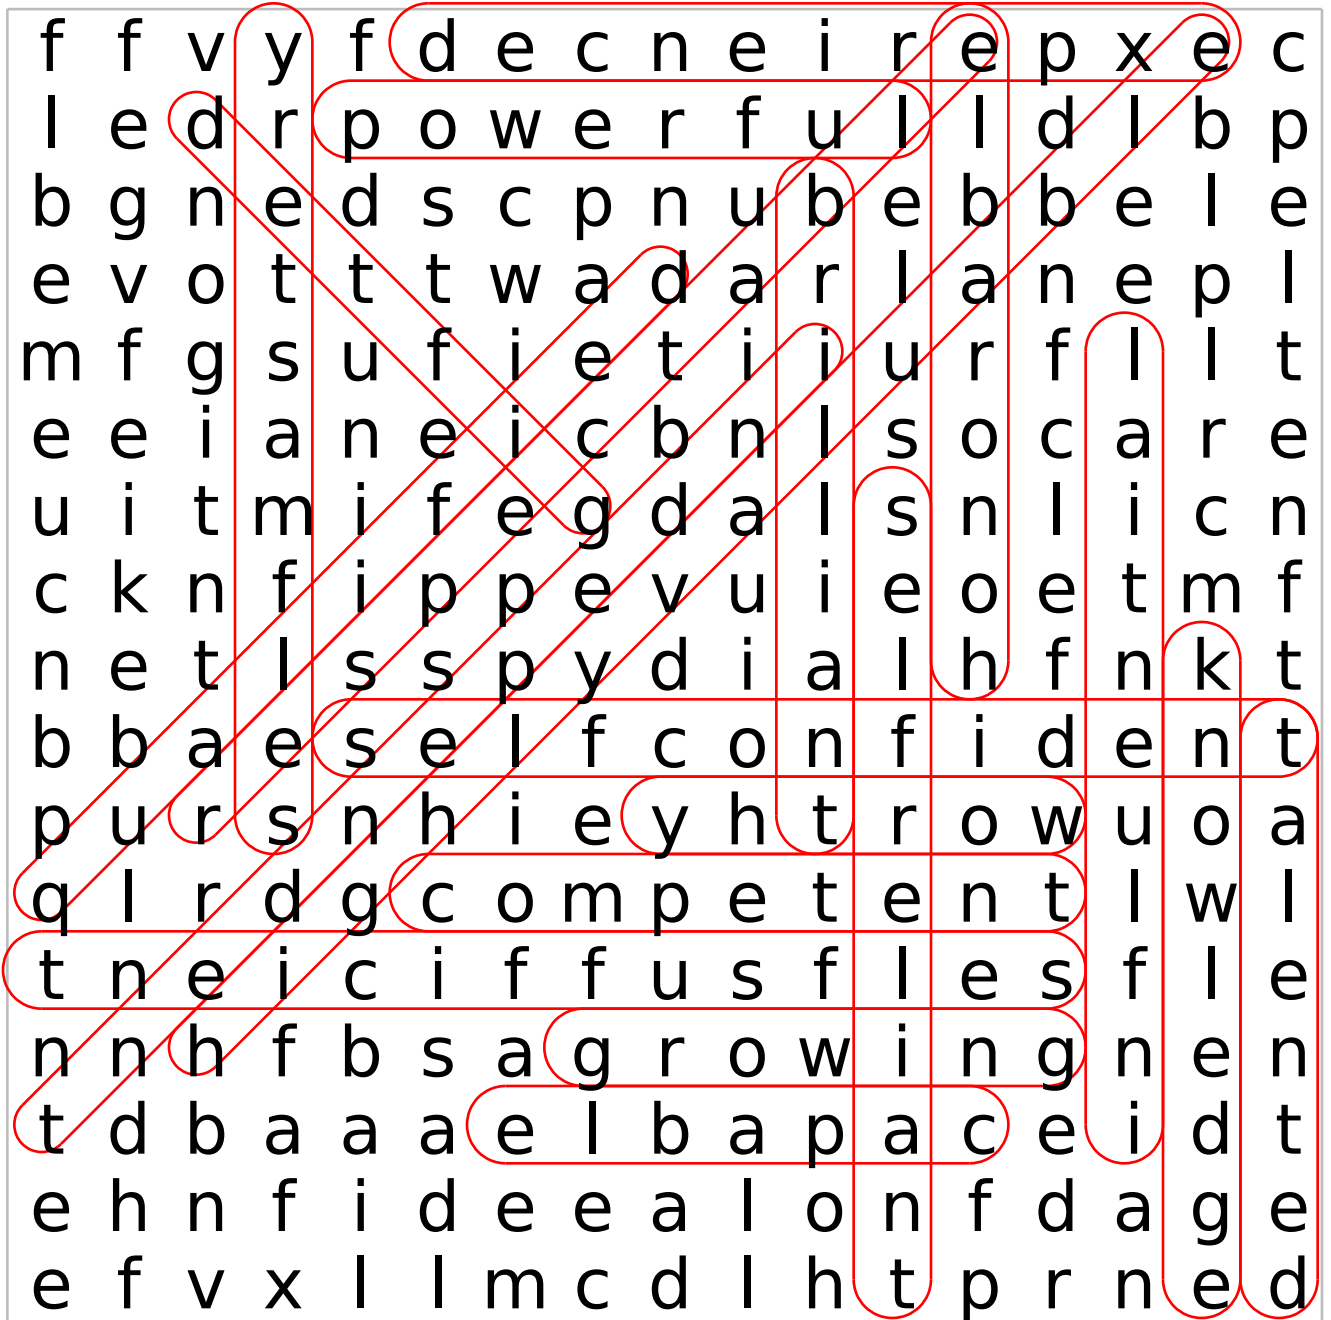 f f v y f d e c n e i r e p x e c
l e d r p o w e r f u l l d l b p
b g n e d s c p n u b e b b e l e
e v o t t t w a d a r l a n e p l
m f g s u f i e t i i u r f l l t
e e i a n e i c b n l s o c a r e
u i t m i f e g d a l s n l i c n
c k n f i p p e v u i e o e t m f
n e t l s s p y d i a l h f n k t
b b a e s e l f c o n f i d e n t
p u r s n h i e y h t r o w u o a
q l r d g c o m p e t e n t l w l
t n e i c i f f u s f l e s f l e
n n h f b s a g r o w i n g n e n
t d b a a a e l b a p a c e i d t
e h n f i d e e a l o n f d a g e
e f v x l l m c d l h t p r n e d